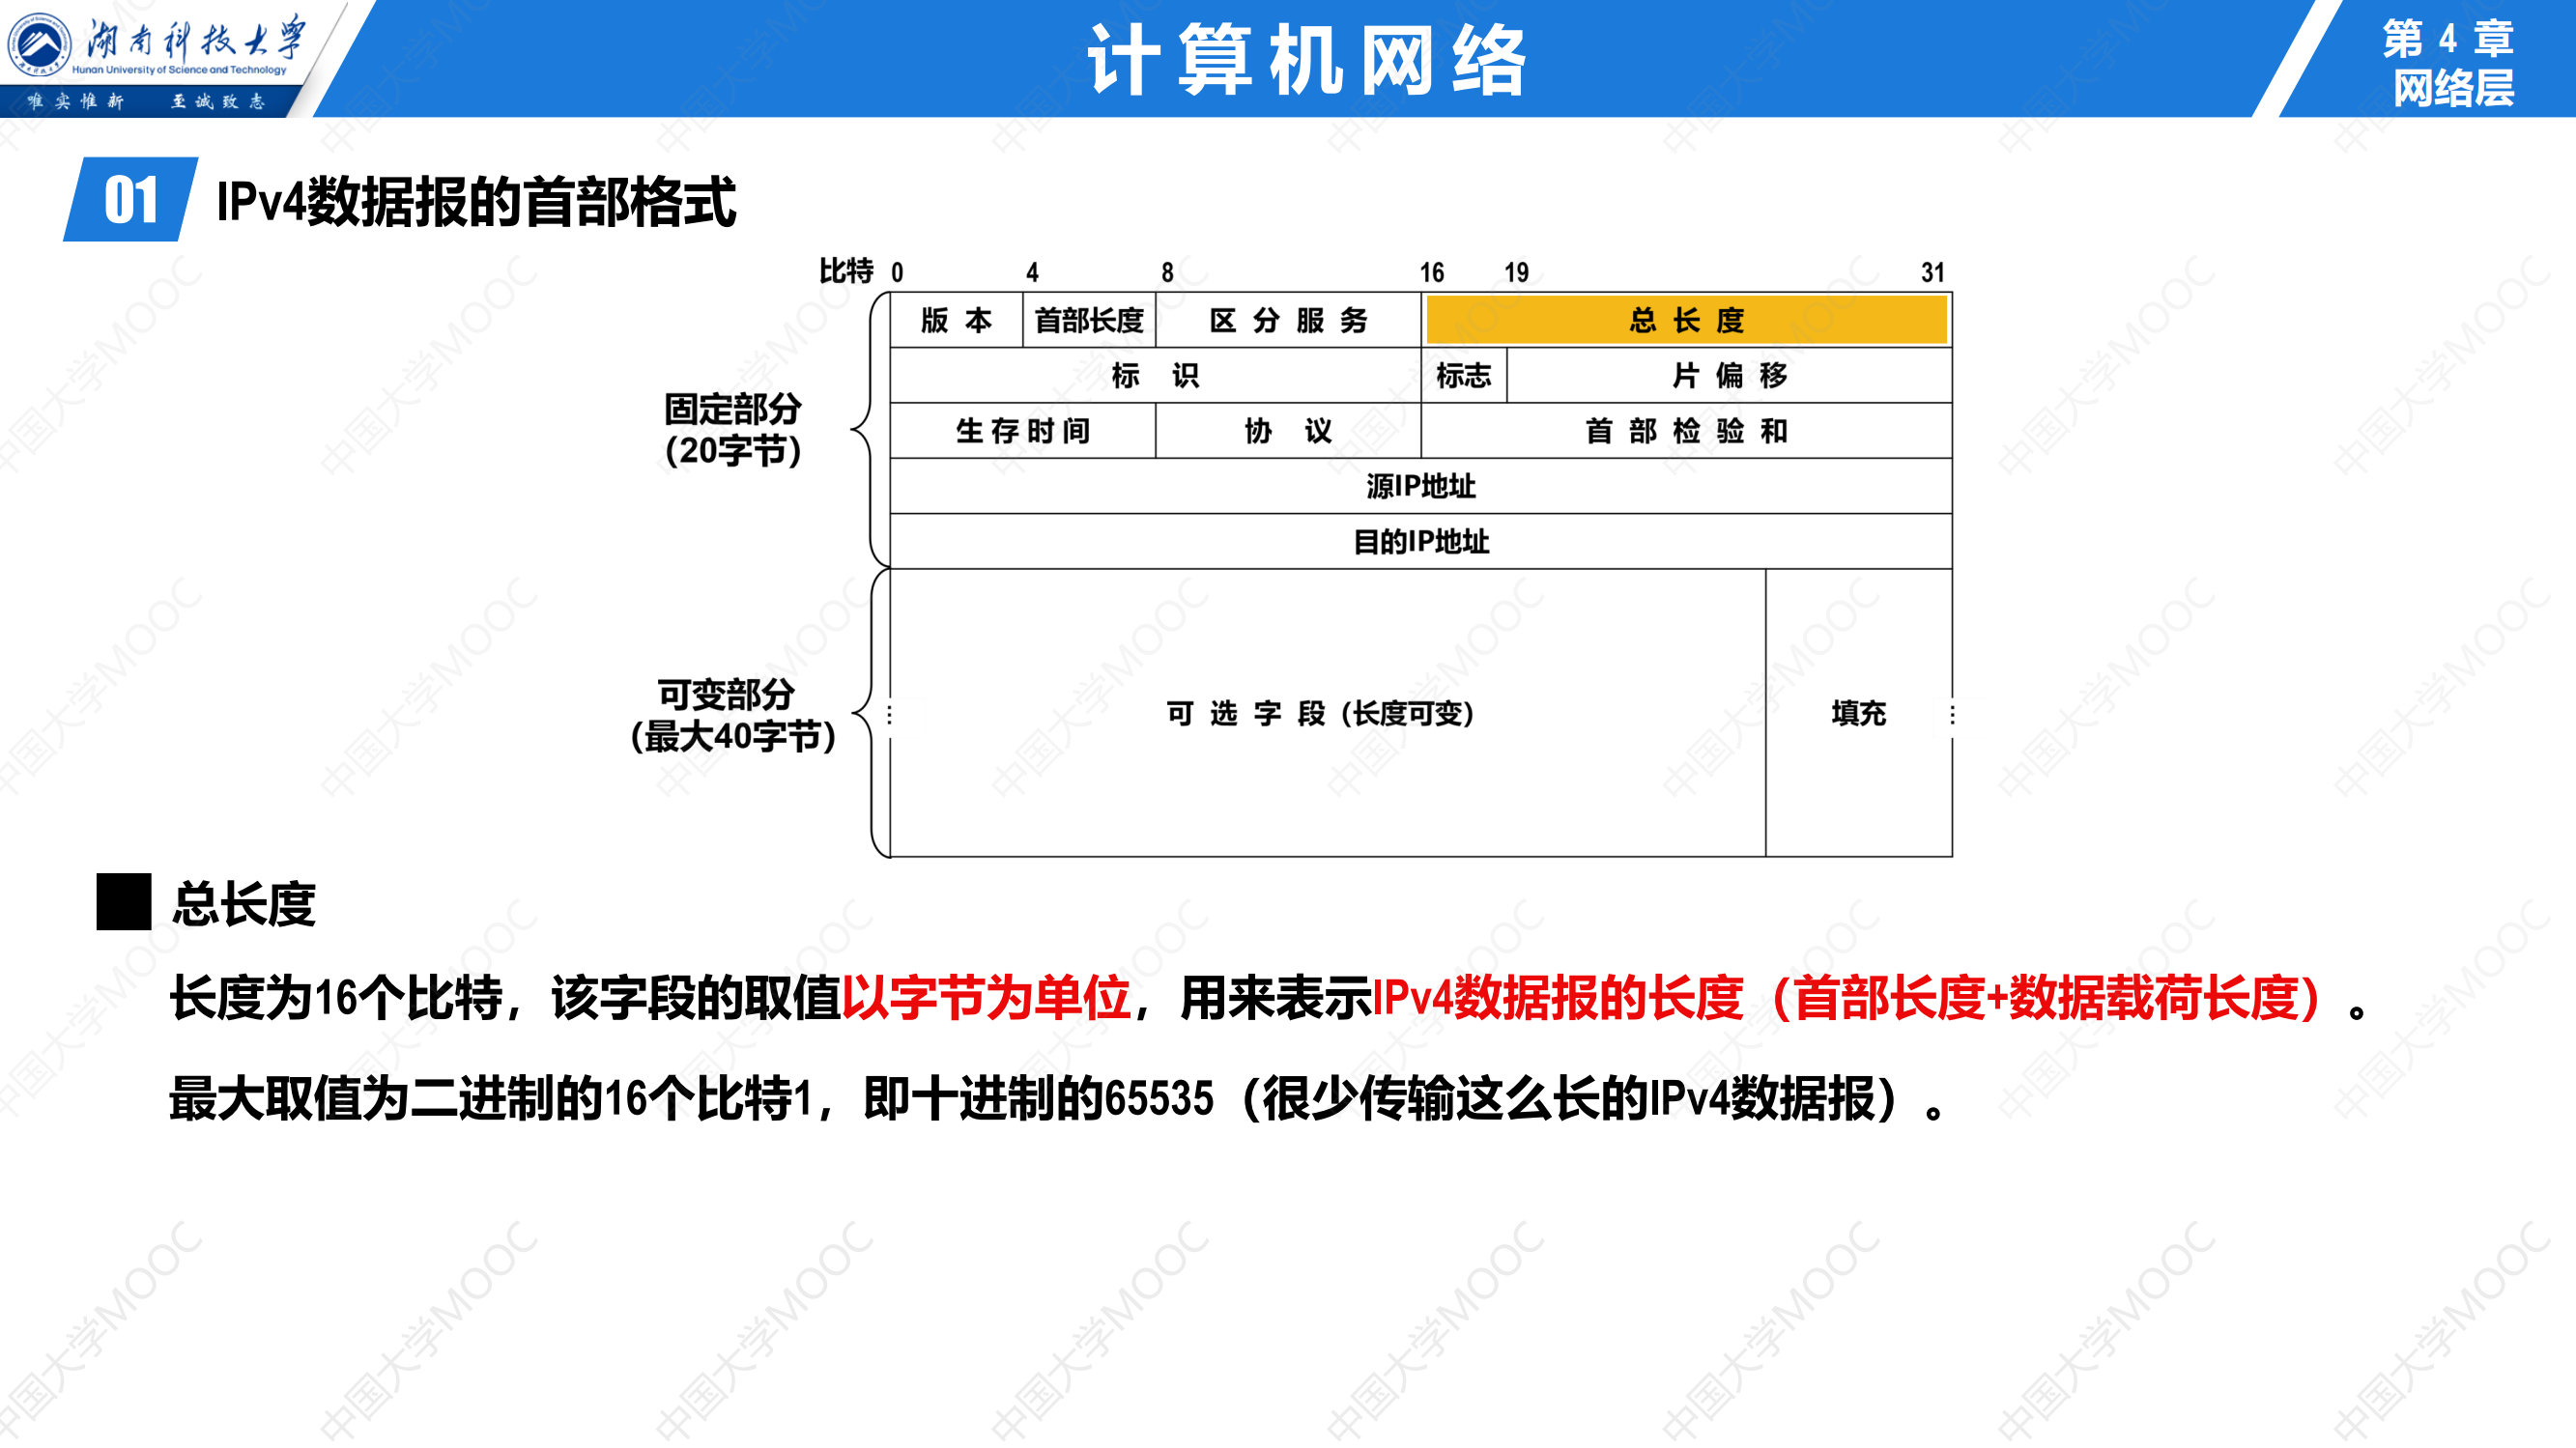 湖南科技大学
Hunan University of Science and Technology
唯实惟新 至诚致志
计算机网络
第 4 章
网络层
01 IPv4数据报的首部格式
比特 0 4 8 16 19 31
版 本 首部长度 区 分 服 务 总 长 度
标 识 标志 片 偏 移
固定部分
(20字节)
生 存 时 间 协 议 首 部 检 验 和
源IP地址
目的IP地址
可变部分
(最大40字节)
可 选 字 段 (长度可变) 填充
总长度
长度为16个比特，该字段的取值以字节为单位，用来表示IPv4数据报的长度（首部长度+数据载荷长度）。
最大取值为二进制的16个比特1，即十进制的65535（很少传输这么长的IPv4数据报）。
中国大学MOOC